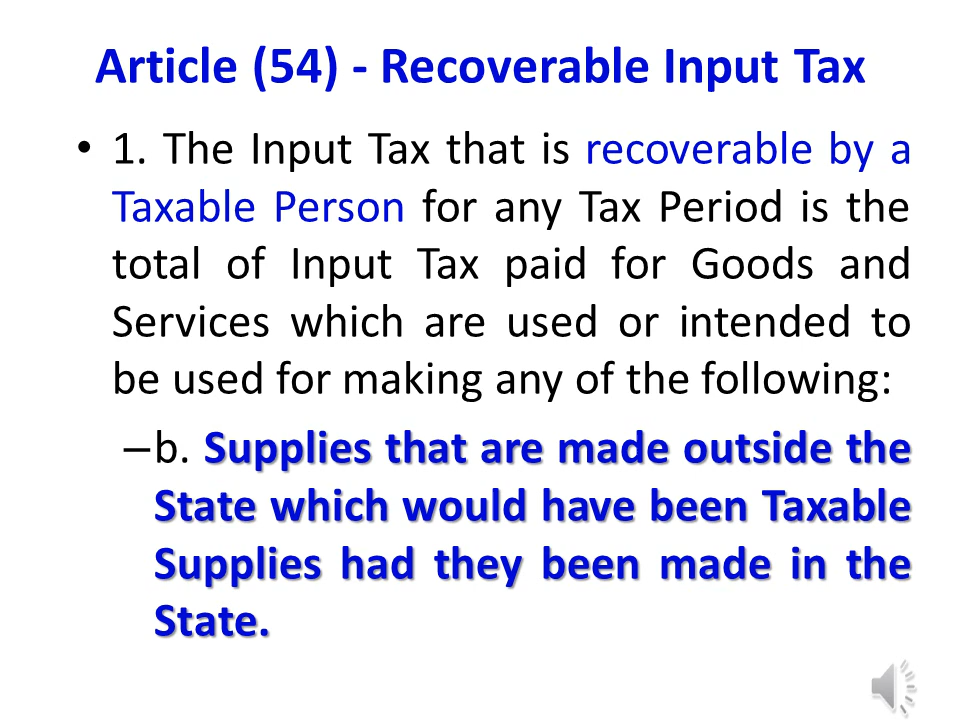 Article (54) - Recoverable Input Tax
• 1. The Input Tax that is recoverable by a
Taxable Person for any Tax Period is the
total of Input Tax paid for Goods and
Services which are used or intended to
be used for making any of the following:
–b. Supplies that are made outside the
State which would have been Taxable
Supplies had they been made in the
State.